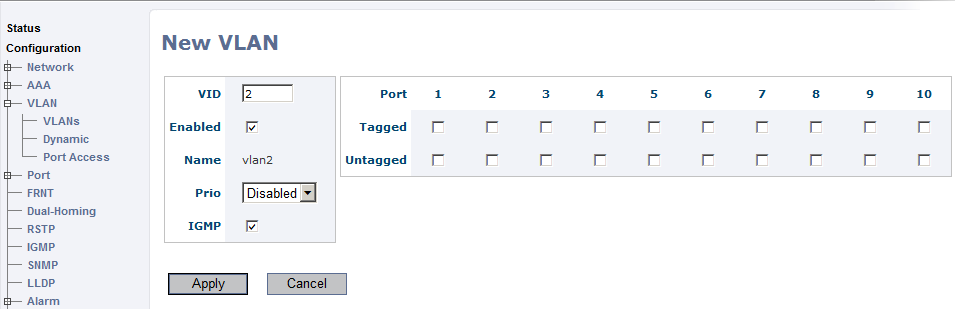 Status
Configuration
Network
AAA
VLAN
VLANs
Dynamic
Port Access
Port
FRNT
Dual-Homing
RSTP
IGMP
SNMP
LLDP
Alarm
New VLAN
VID 2
Enabled
Name vlan2
Prio Disabled
IGMP
Port 1 2 3 4 5 6 7 8 9 10
Tagged
Untagged
Apply Cancel